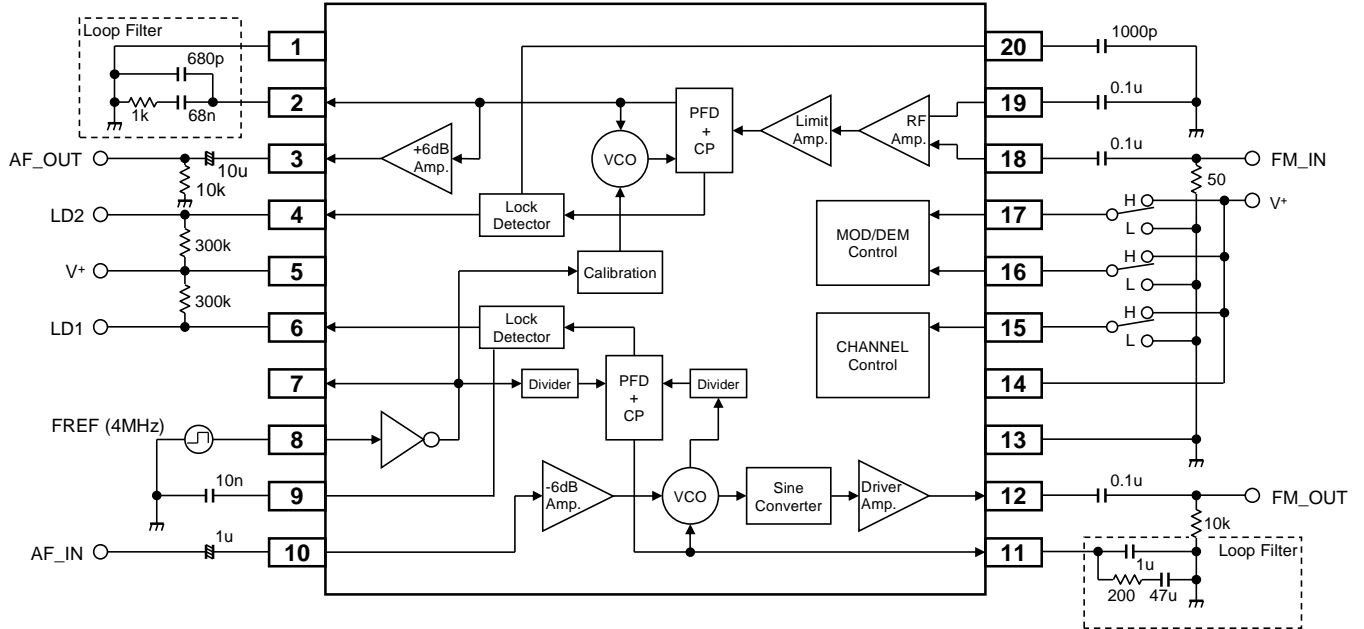 Loop Filter
680p
1k
68n
AF_OUT
10u
10k
LD2
300k
V+
300k
LD1
FREF (4MHz)
10n
AF_IN
1u
1
2
3
4
5
6
7
8
9
10
+6dB
Amp.
VCO
PFD
+
CP
Limit
Amp.
RF
Amp.
Lock
Detector
Calibration
MOD/DEM
Control
Lock
Detector
CHANNEL
Control
Divider
PFD
+
CP
Divider
-6dB
Amp.
VCO
Sine
Converter
Driver
Amp.
20
19
18
17
16
15
14
13
12
11
1000p
0.1u
0.1u
FM_IN
50
H
V+
L
H
L
H
L
0.1u
FM_OUT
10k
Loop Filter
1u
200
47u